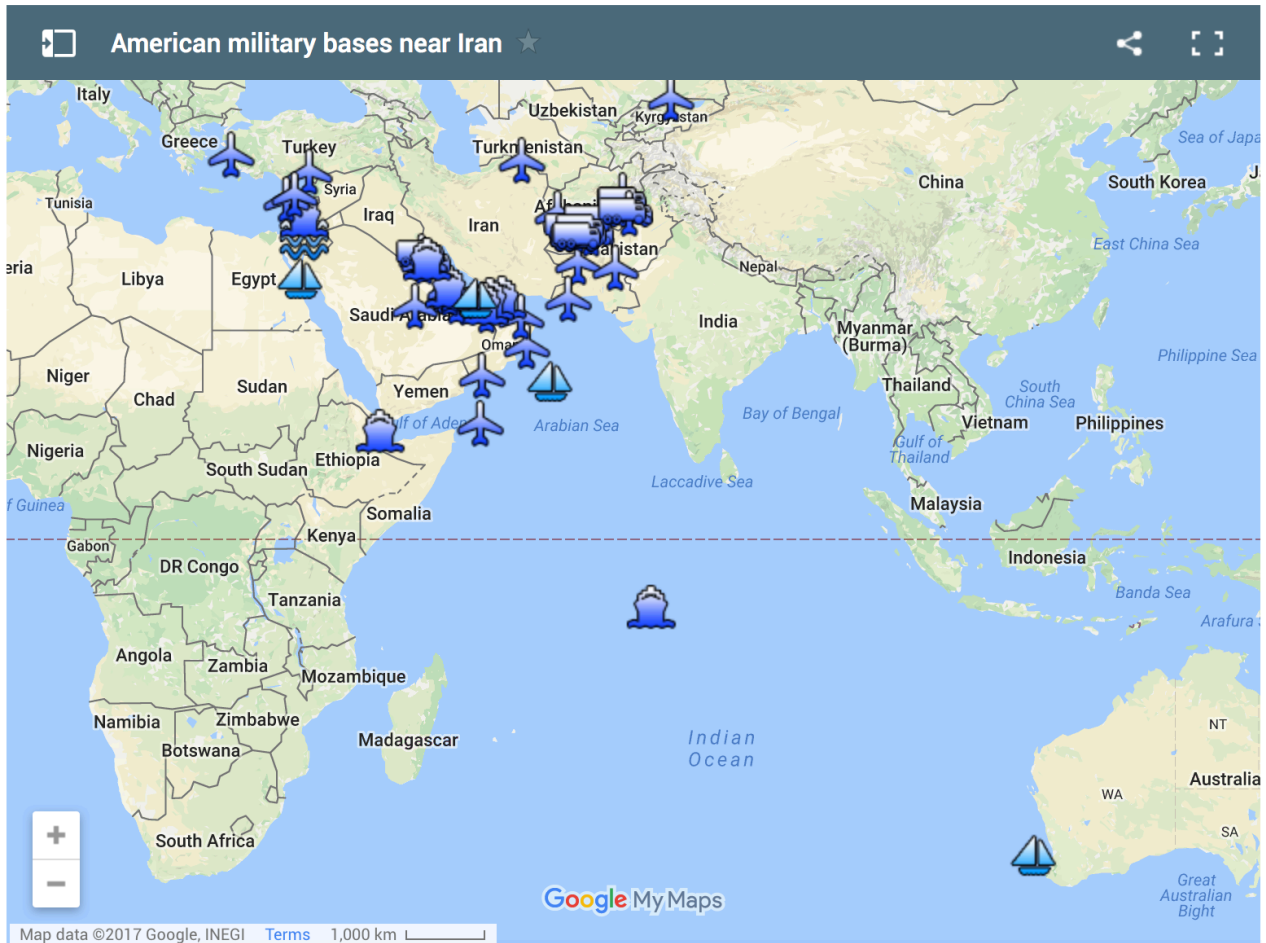 American military bases near Iran
Italy
Uzbekistan
Kyrgyzstan
Sea of Japa
Greece
Turkey
Turkmenistan
China
South Korea
J
Tunisia
Syria
Iraq
Iran
East China Sea
eria
Libya
Egypt
Nepal
Saudi Arabia
India
Myanmar
(Burma)
Oman
Philippine Sea
Niger
Chad
Sudan
Yemen
Thailand
South
China Sea
Gulf of Aden
Arabian Sea
Bay of Bengal
Vietnam
Philippines
Nigeria
South Sudan
Ethiopia
Gulf of
Thailand
Laccadive Sea
f Guinea
Somalia
Malaysia
Gabon
Kenya
DR Congo
Indonesia
Tanzania
Banda Sea
Arafura
Angola
Zambia
Mozambique
Namibia
Zimbabwe
Botswana
Madagascar
Indian
Ocean
NT
Australia
WA
SA
South Africa
Great
Australian
Bight
Google My Maps
Map data ©2017 Google, INEGI Terms 1,000 km